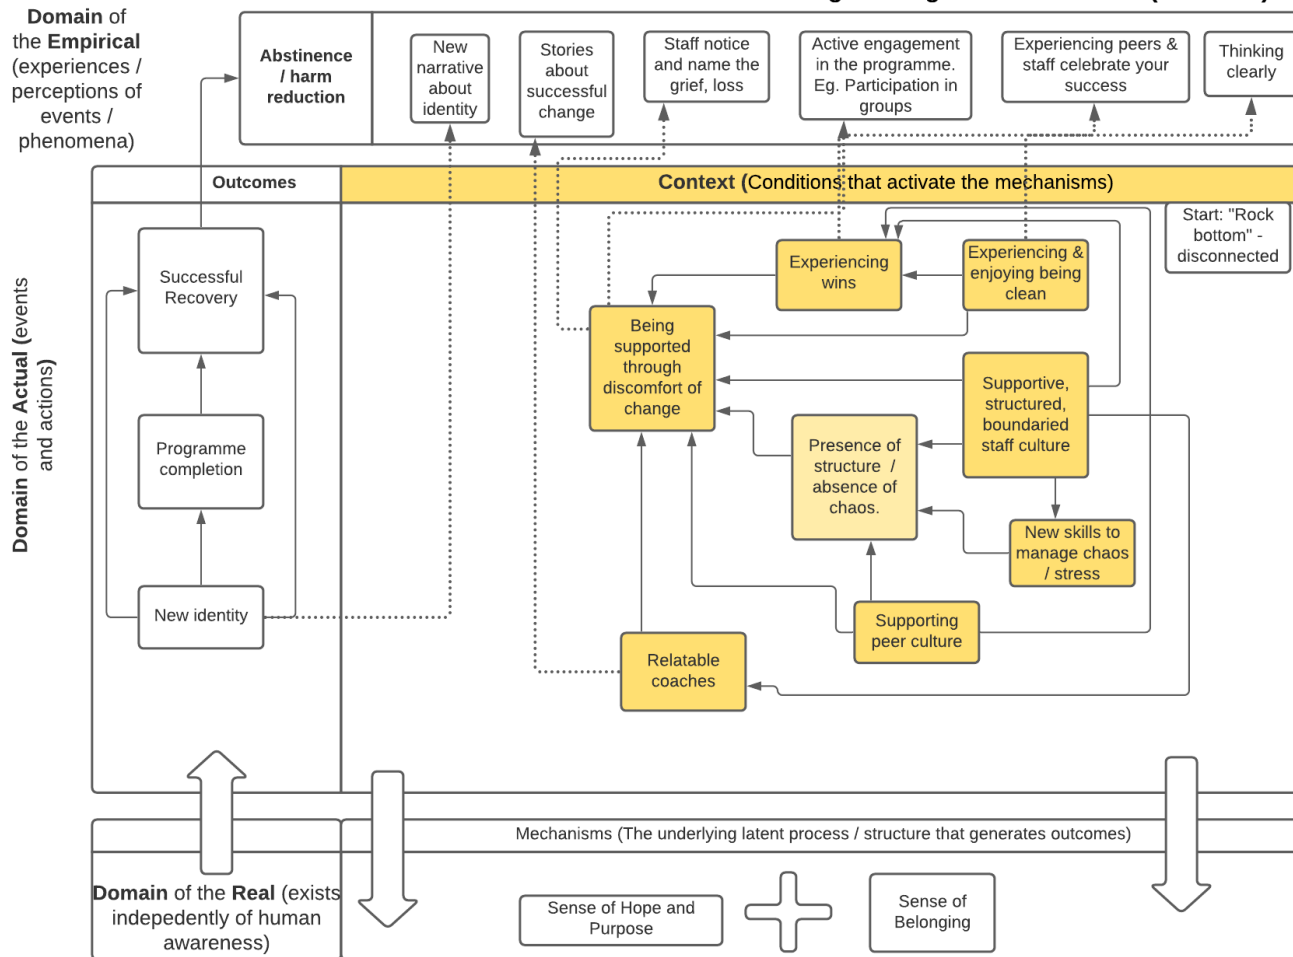 Domain of
the Empirical
(experiences /
perceptions of
events /
phenomena)
Abstinence
/ harm
reduction
New
narrative
about
identity
Stories
about
successful
change
Staff notice
and name the
grief, loss
Active engagement
in the programme.
Eg. Participation in
groups
Experiencing peers &
staff celebrate your
success
Thinking
clearly
Outcomes
Context (Conditions that activate the mechanisms)
Domain of the Actual (events
and actions)
Successful
Recovery
Programme
completion
New identity
Start: "Rock
bottom" -
disconnected
Experiencing
wins
Experiencing &
enjoying being
clean
Being
supported
through
discomfort of
change
Supportive,
structured,
boundaried
staff culture
Presence of
structure /
absence of
chaos.
New skills to
manage chaos
/ stress
Supporting
peer culture
Relatable
coaches
Mechanisms (The underlying latent process / structure that generates outcomes)
Domain of the Real (exists
indepedently of human
awareness)
Sense of Hope and
Purpose
Sense of
Belonging